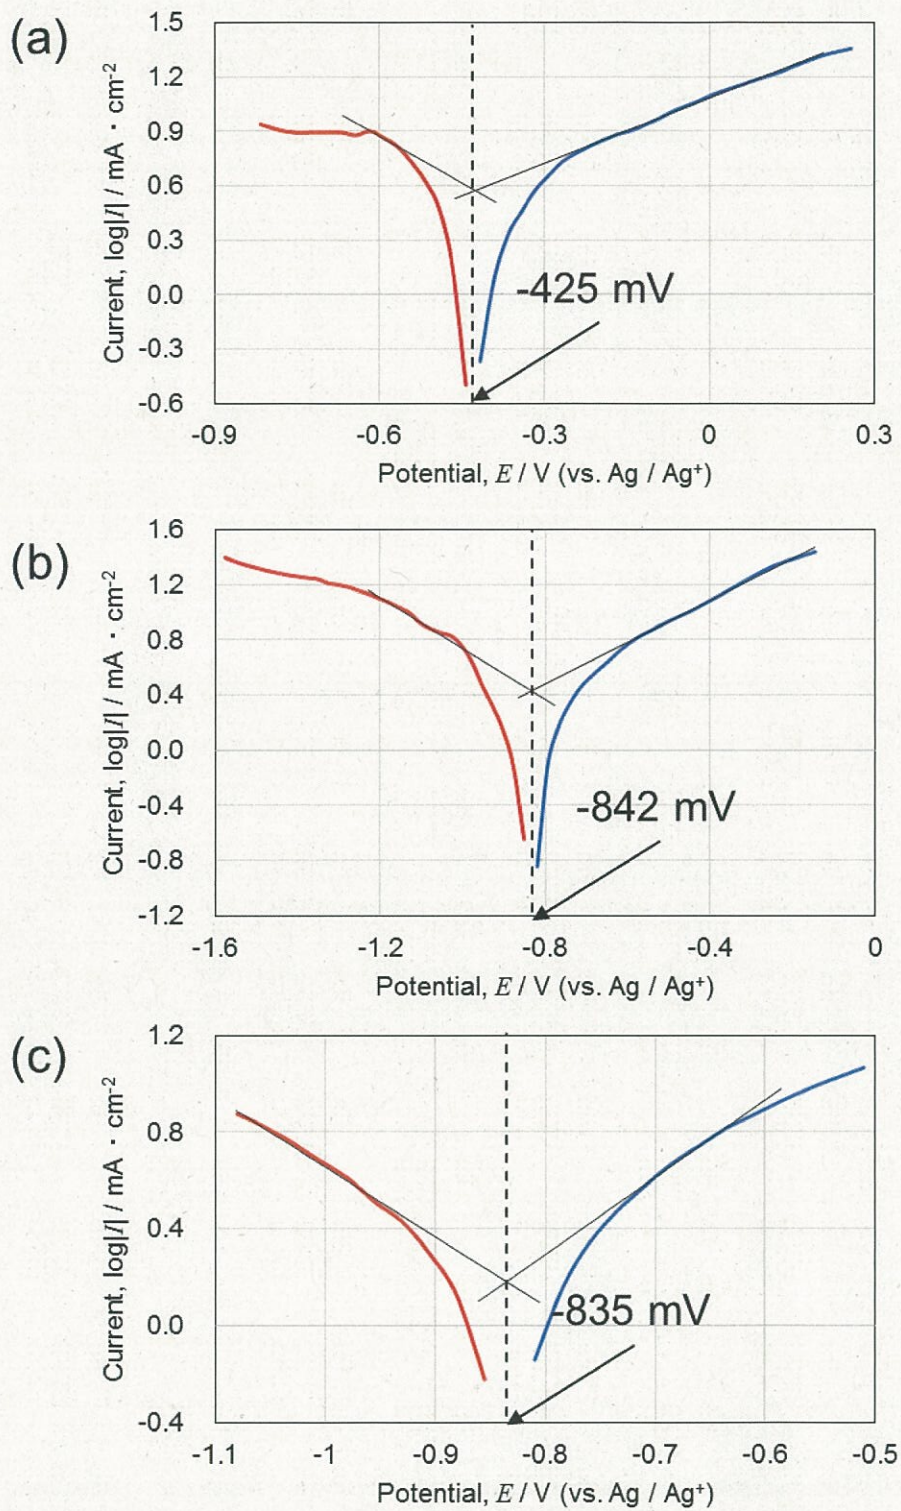 (a)
Current, log|I| / mA・cm-2
1.5
1.2
0.9
0.6
0.3
0.0
-0.3
-0.6
-425 mV
-0.9 -0.6 -0.3 0 0.3
Potential, E / V (vs. Ag / Ag+)
(b)
Current, log|I| / mA・cm-2
1.6
1.2
0.8
0.4
0.0
-0.4
-0.8
-1.2
-842 mV
-1.6 -1.2 -0.8 -0.4 0
Potential, E / V (vs. Ag / Ag+)
(c)
Current, log|I| / mA・cm-2
1.2
0.8
0.4
0.0
-0.4
-835 mV
-1.1 -1 -0.9 -0.8 -0.7 -0.6 -0.5
Potential, E / V (vs. Ag / Ag+)